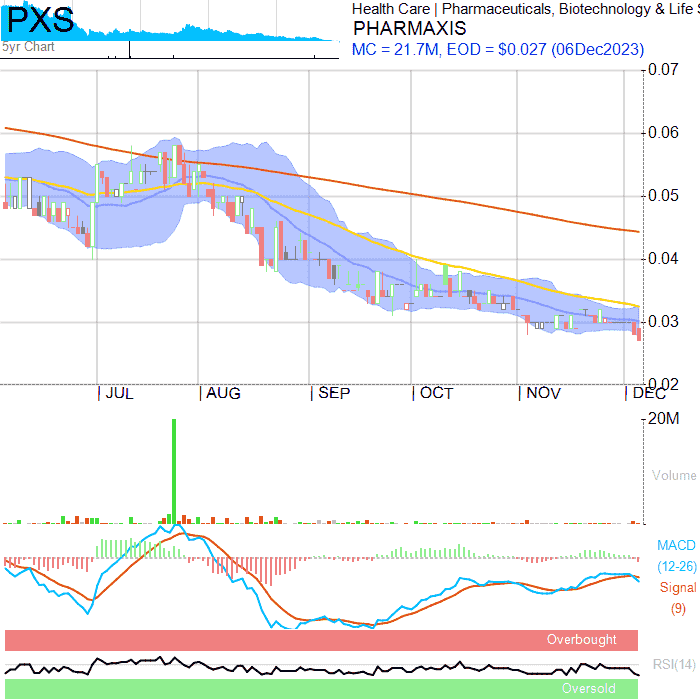 PXS
5yr Chart
Health Care | Pharmaceuticals, Biotechnology & Life S
PHARMAXIS
MC = 21.7M, EOD = $0.027 (06Dec2023)
0.07
0.06
0.05
0.04
0.03
0.02
JUL AUG SEP OCT NOV DEC
20M
Volume
MACD
(12-26)
Signal
(9)
Overbought
RSI(14)
Oversold